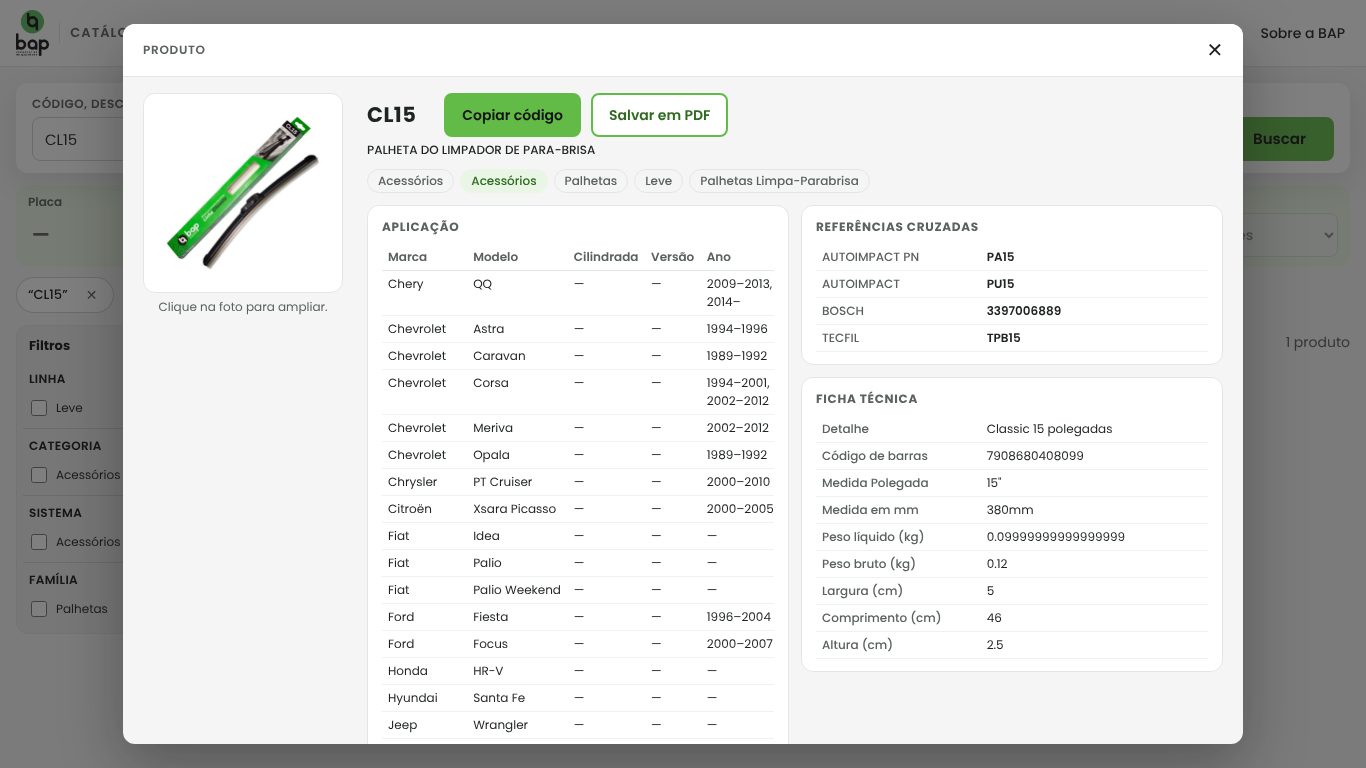 bap
CATÁLO
Sobre a BAP
PRODUTO
✕
CÓDIGO, DESC
CL15
Buscar
Placa
—
s
“CL15” ✕
Filtros
LINHA
Leve
CATEGORIA
Acessórios
SISTEMA
Acessórios
FAMÍLIA
Palhetas
1 produto
bap
Clique na foto para ampliar.
CL15
Copiar código
Salvar em PDF
PALHETA DO LIMPADOR DE PARA-BRISA
Acessórios Acessórios Palhetas Leve Palhetas Limpa-Parabrisa
APLICAÇÃO
Marca Modelo Cilindrada Versão Ano
Chery QQ — — 2009–2013,
2014–
Chevrolet Astra — — 1994–1996
Chevrolet Caravan — — 1989–1992
Chevrolet Corsa — — 1994–2001,
2002–2012
Chevrolet Meriva — — 2002–2012
Chevrolet Opala — — 1989–1992
Chrysler PT Cruiser — — 2000–2010
Citroën Xsara Picasso — — 2000–2005
Fiat Idea — — —
Fiat Palio — — —
Fiat Palio Weekend — — —
Ford Fiesta — — 1996–2004
Ford Focus — — 2000–2007
Honda HR-V — — —
Hyundai Santa Fe — — —
Jeep Wrangler — — —
REFERÊNCIAS CRUZADAS
AUTOIMPACT PN PA15
AUTOIMPACT PU15
BOSCH 3397006889
TECFIL TPB15
FICHA TÉCNICA
Detalhe Classic 15 polegadas
Código de barras 7908680408099
Medida Polegada 15"
Medida em mm 380mm
Peso líquido (kg) 0.09999999999999999
Peso bruto (kg) 0.12
Largura (cm) 5
Comprimento (cm) 46
Altura (cm) 2.5